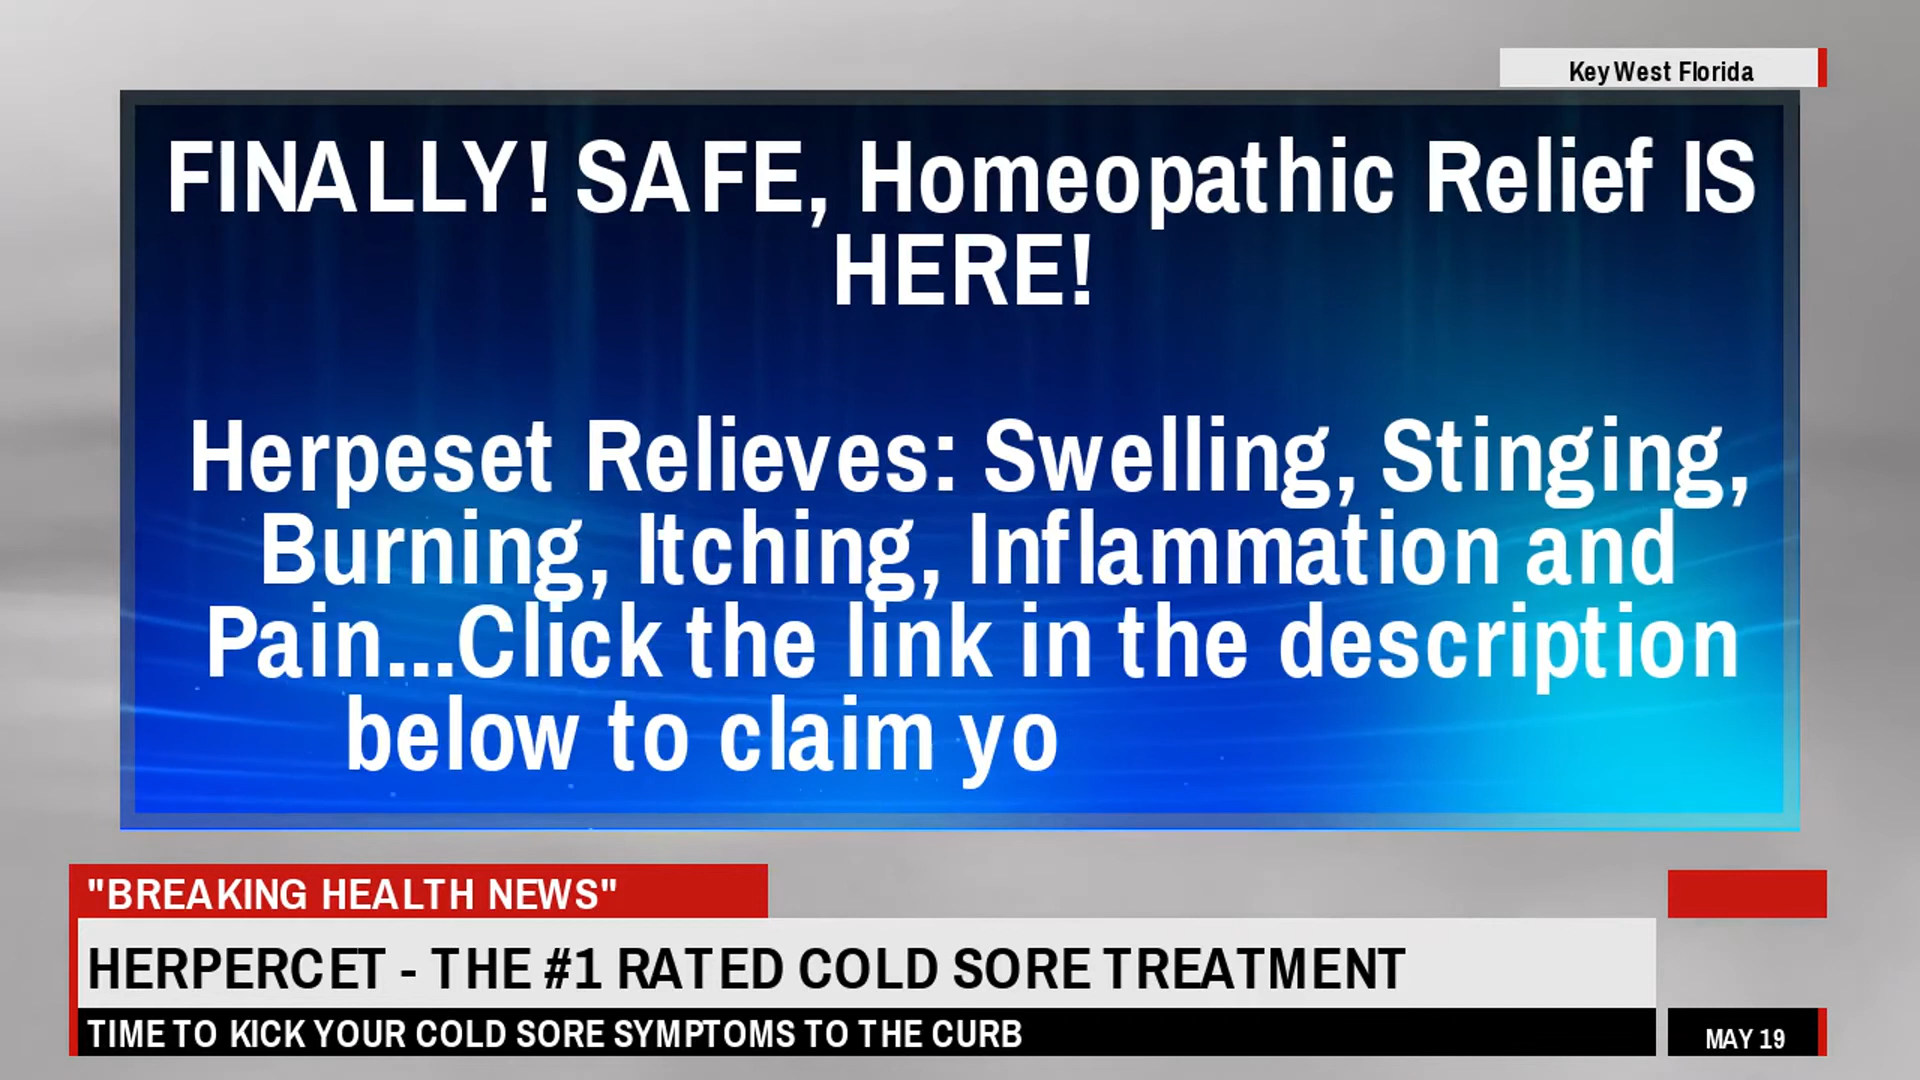 Key West Florida
FINALLY! SAFE, Homeopathic Relief IS
HERE!
Herpeset Relieves: Swelling, Stinging,
Burning, Itching, Inflammation and
Pain...Click the link in the description
below to claim yo
"BREAKING HEALTH NEWS"
HERPERCET - THE #1 RATED COLD SORE TREATMENT
TIME TO KICK YOUR COLD SORE SYMPTOMS TO THE CURB
MAY 19